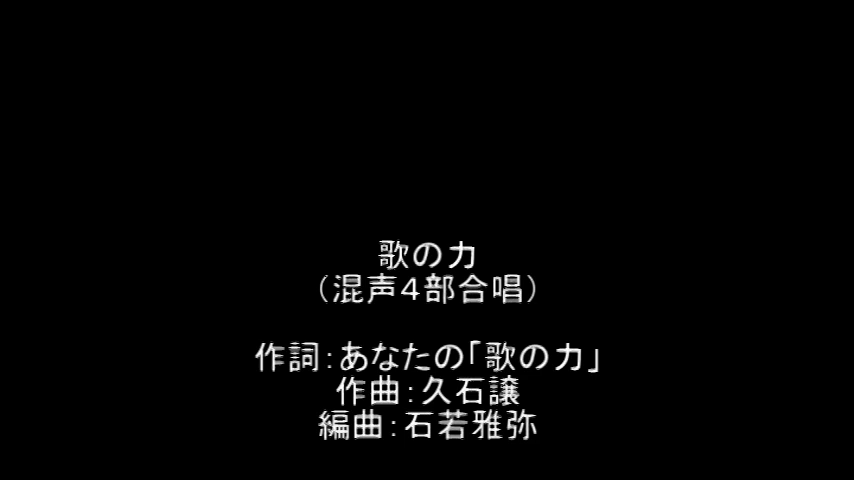 歌の力
（混声４部合唱）
作詞：あなたの「歌の力」
作曲：久石譲
編曲：石若雅弥